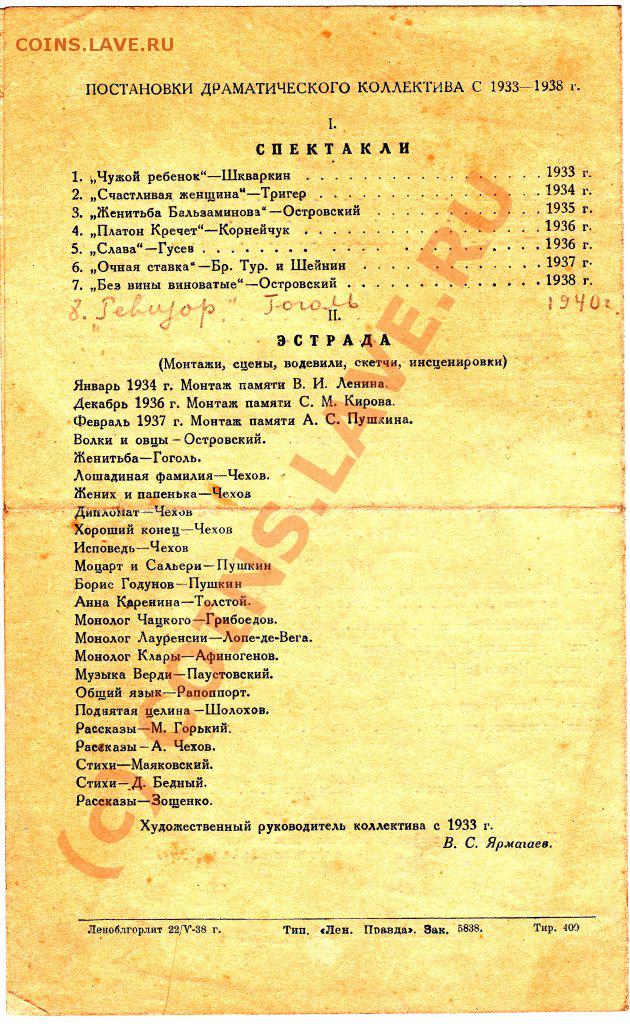 COINS.LAVE.RU
ПОСТАНОВКИ ДРАМАТИЧЕСКОГО КОЛЛЕКТИВА С 1933—1938 г.
I.
СПЕКТАКЛИ
1. „Чужой ребенок“—Шкваркин . . . . . . . . . . . . . . 1933 г.
2. „Счастливая женщина“—Тригер . . . . . . . . . . . . . 1934 г.
3. „Женитьба Бальзаминова“—Островский . . . . . . . . . . 1935 г.
4. „Платон Кречет“—Корнейчук . . . . . . . . . . . . . . 1936 г.
5. „Слава“—Гусев . . . . . . . . . . . . . . . . . . 1936 г.
6. „Очная ставка“—Бр. Тур. и Шейнин . . . . . . . . . . . 1937 г.
7. „Без вины виноватые“—Островский . . . . . . . . . . . . 1938 г.
8. „Ревизор“. Гоголь 1940 г.
II.
ЭСТРАДА
(Монтажи, сцены, водевили, скетчи, инсценировки)
Январь 1934 г. Монтаж памяти В. И. Ленина.
Декабрь 1936 г. Монтаж памяти С. М. Кирова.
Февраль 1937 г. Монтаж памяти А. С. Пушкина.
Волки и овцы—Островский.
Женитьба—Гоголь.
Лошадиная фамилия—Чехов.
Жених и папенька—Чехов
Дипломат—Чехов
Хороший конец—Чехов
Исповедь—Чехов
Моцарт и Сальери—Пушкин
Борис Годунов—Пушкин
Анна Каренина—Толстой.
Монолог Чацкого—Грибоедов.
Монолог Лауренсии—Лопе-де-Вега.
Монолог Клары—Афиногенов.
Музыка Верди—Паустовский.
Общий язык—Рапоппорт.
Поднятая целина—Шолохов.
Рассказы—М. Горький.
Рассказы—А. Чехов.
Стихи—Маяковский.
Стихи—Д. Бедный.
Рассказы—Зощенко.
Художественный руководитель коллектива с 1933 г.
В. С. Ярмагаев.
Леноблгорлит 22/V-38 г. Тип. «Лен. Правда». Зак. 5838. Тир. 400
(c) COINS.LAVE.RU